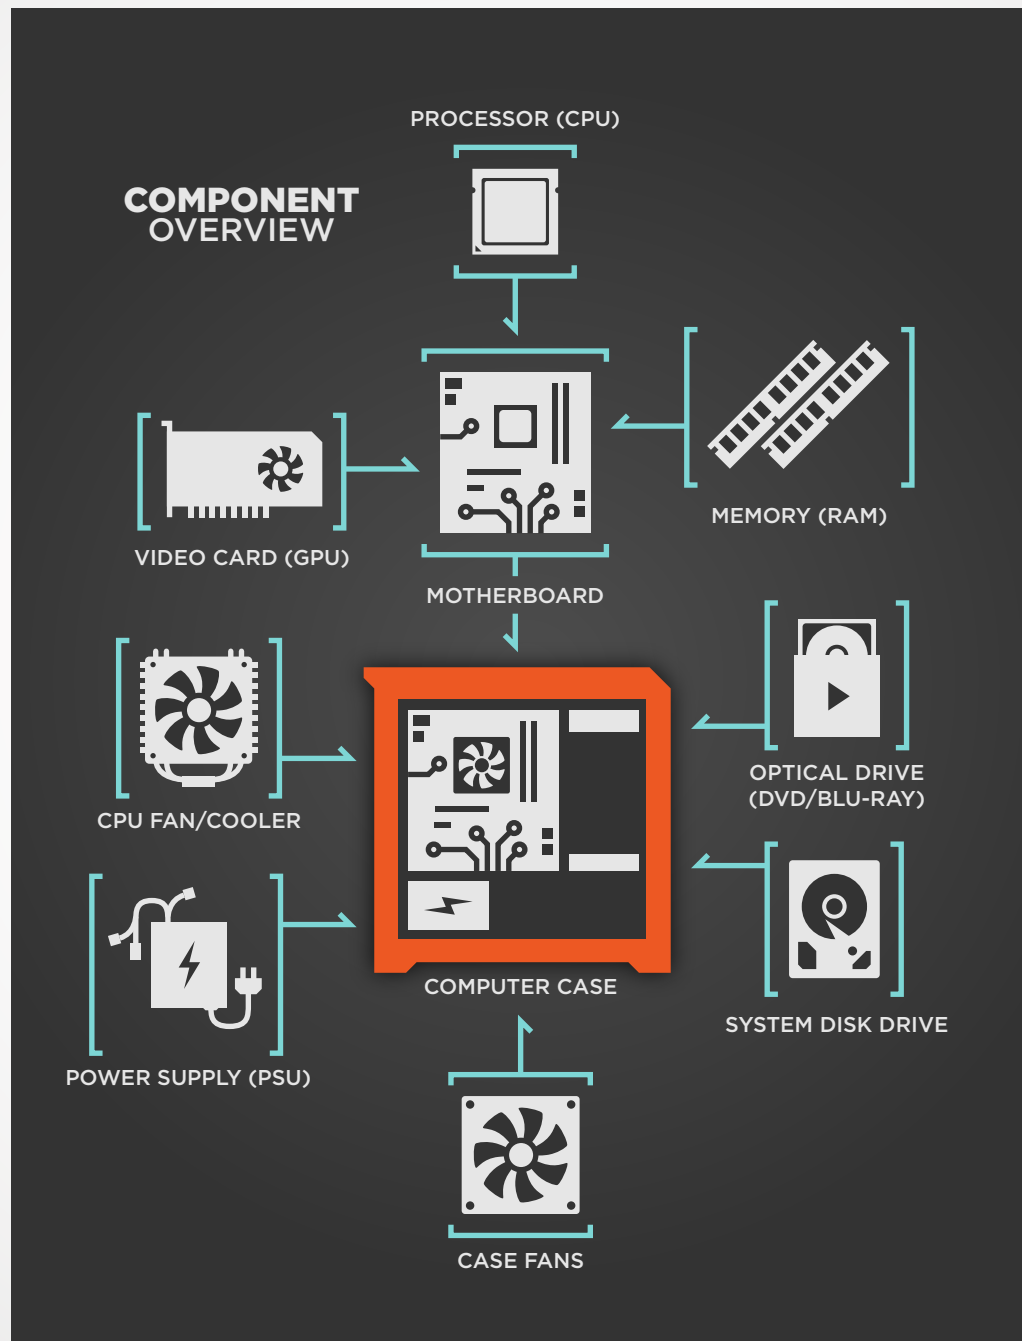 PROCESSOR (CPU)
COMPONENT
OVERVIEW
MEMORY (RAM)
VIDEO CARD (GPU)
MOTHERBOARD
OPTICAL DRIVE
(DVD/BLU-RAY)
CPU FAN/COOLER
COMPUTER CASE
SYSTEM DISK DRIVE
POWER SUPPLY (PSU)
CASE FANS